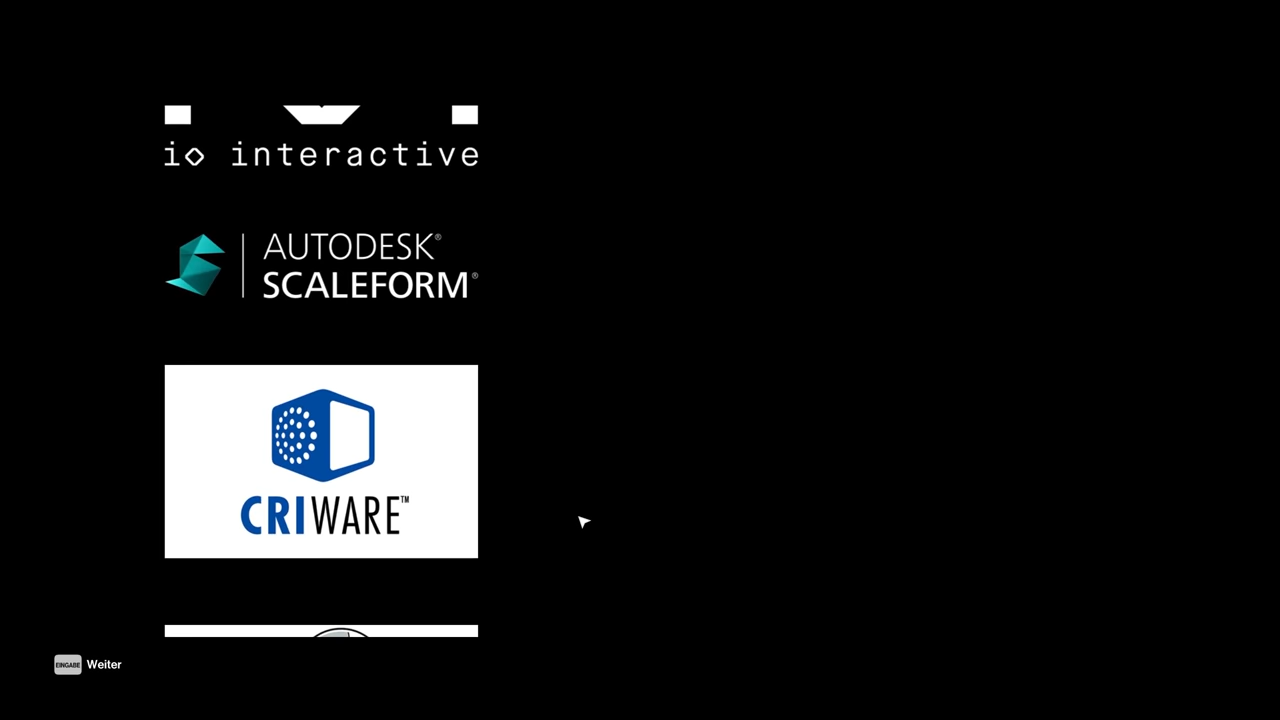 io interactive
AUTODESK®
SCALEFORM®
CRIWARE™
EINGABE Weiter